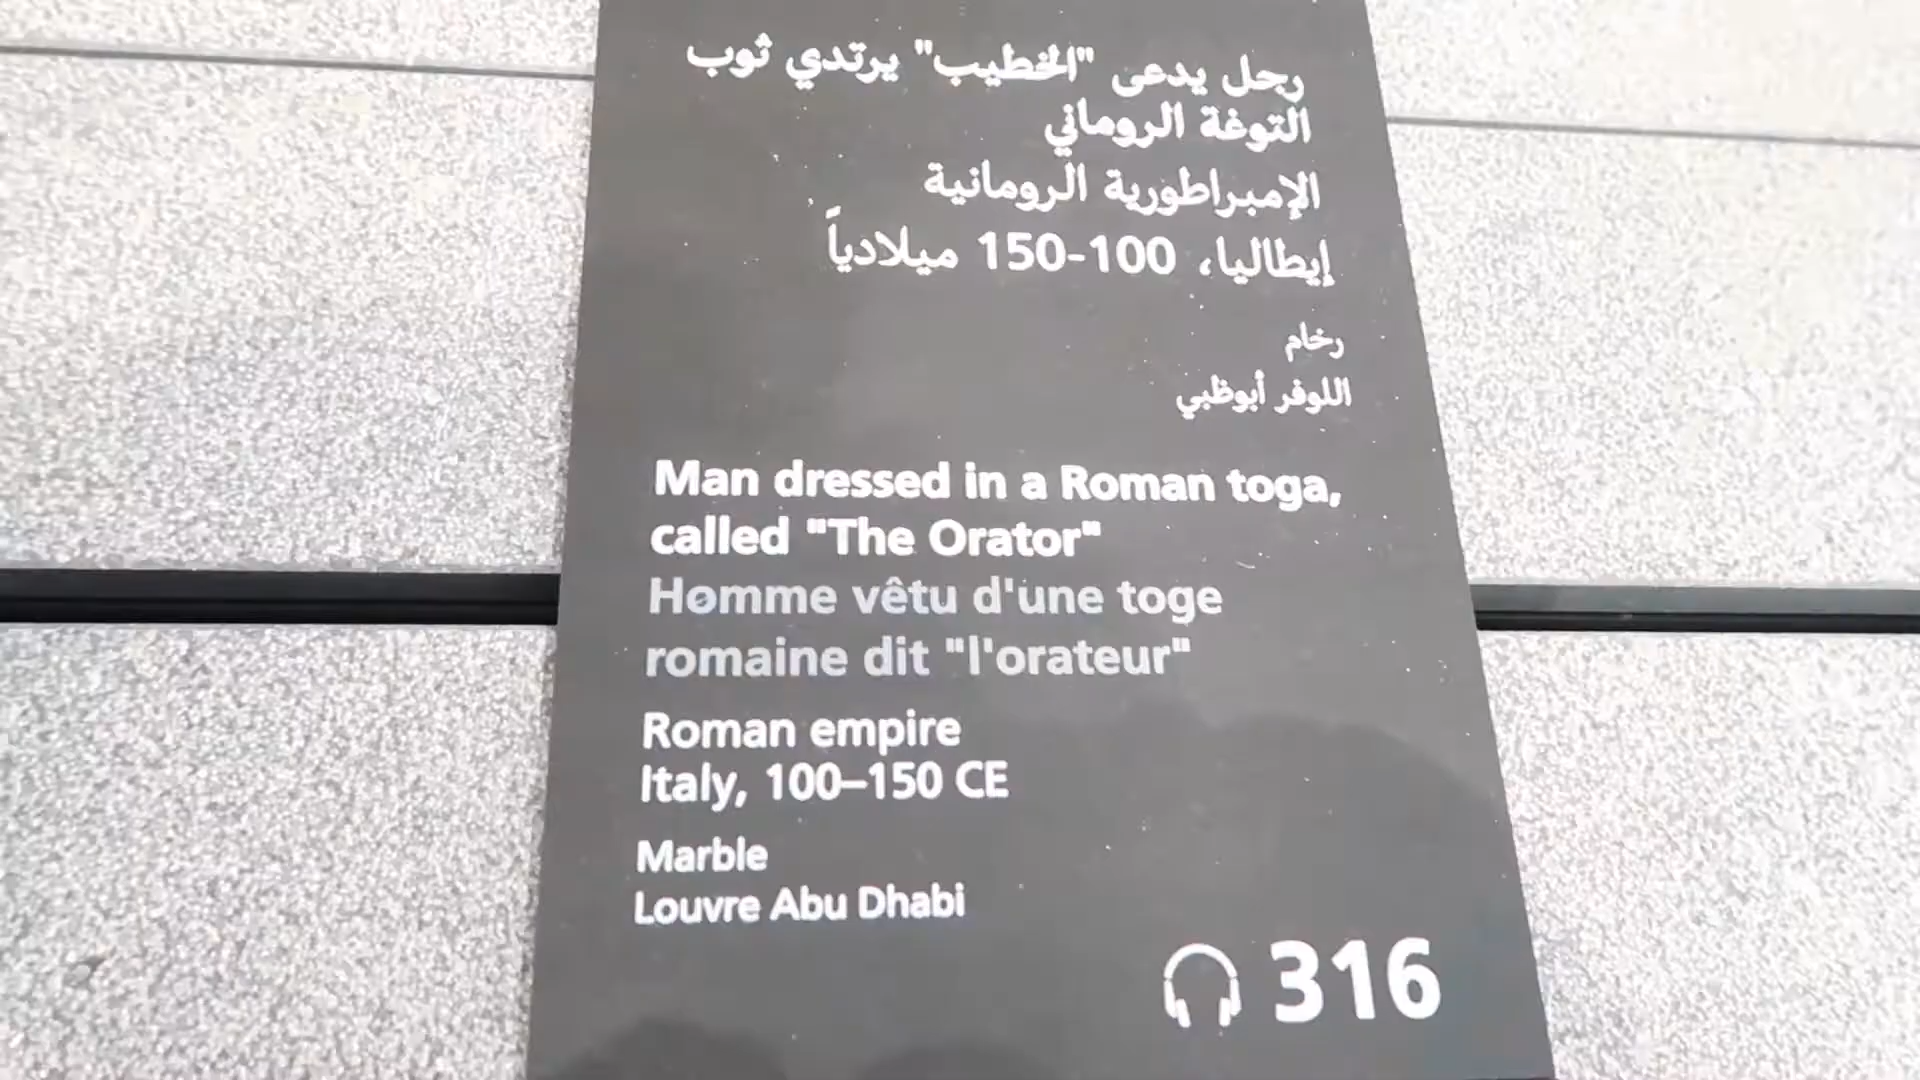 رجل يدعى "الخطيب" يرتدي ثوب
التوغة الروماني
الإمبراطورية الرومانية
إيطاليا، 100-150 ميلادياً
رخام
اللوفر أبوظبي
Man dressed in a Roman toga,
called "The Orator"
Homme vêtu d'une toge
romaine dit "l'orateur"
Roman empire
Italy, 100–150 CE
Marble
Louvre Abu Dhabi
316